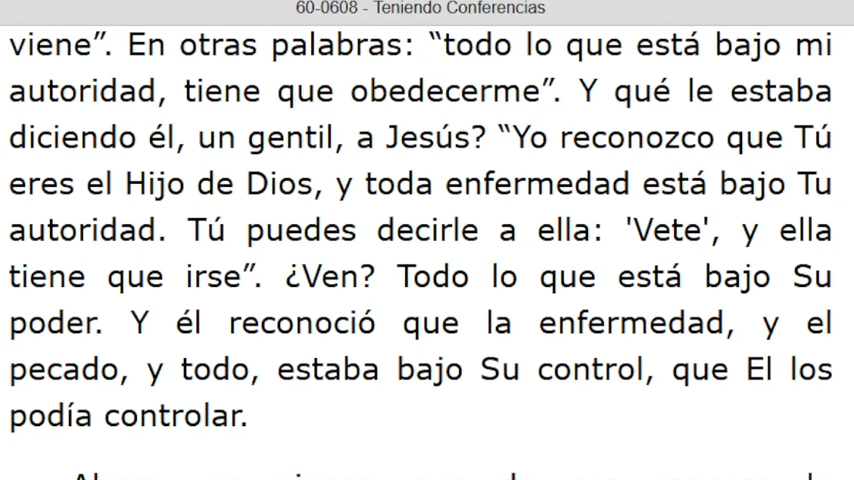 60-0608 - Teniendo Conferencias
viene”. En otras palabras: “todo lo que está bajo mi
autoridad, tiene que obedecerme”. Y qué le estaba
diciendo él, un gentil, a Jesús? “Yo reconozco que Tú
eres el Hijo de Dios, y toda enfermedad está bajo Tu
autoridad. Tú puedes decirle a ella: 'Vete', y ella
tiene que irse”. ¿Ven? Todo lo que está bajo Su
poder. Y él reconoció que la enfermedad, y el
pecado, y todo, estaba bajo Su control, que El los
podía controlar.